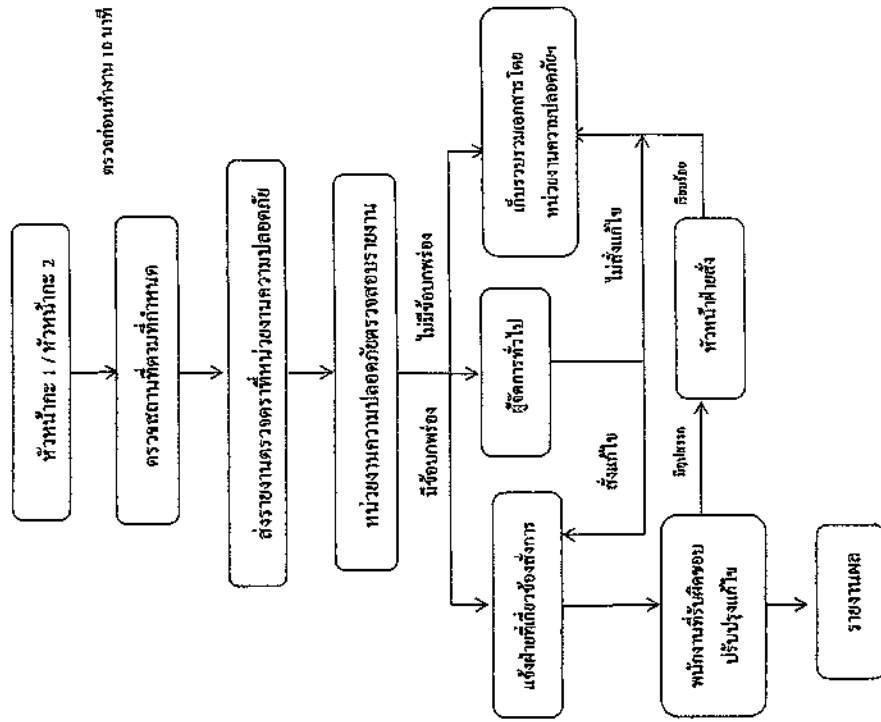 หัวหน้ากะ 1 / หัวหน้ากะ 2
ตรวจก่อนทำงาน 10 นาที
ตรวจสถานที่ตามที่กำหนด
ส่งรายงานตรวจตราที่หน่วยงานความปลอดภัย
หน่วยงานความปลอดภัยตรวจสอบรายงาน
มีข้อบกพร่อง
ไม่มีข้อบกพร่อง
แจ้งฝ่ายที่เกี่ยวข้องสั่งการ
ผู้จัดการทั่วไป
เก็บรวบรวมเอกสารโดย
หน่วยงานความปลอดภัยฯ
สั่งแก้ไข
ไม่สั่งแก้ไข
พนักงานที่รับผิดชอบ
ปรับปรุงแก้ไข
มีอุปสรรค
หัวหน้าฝ่ายสั่ง
เรียบร้อย
รายงานผล